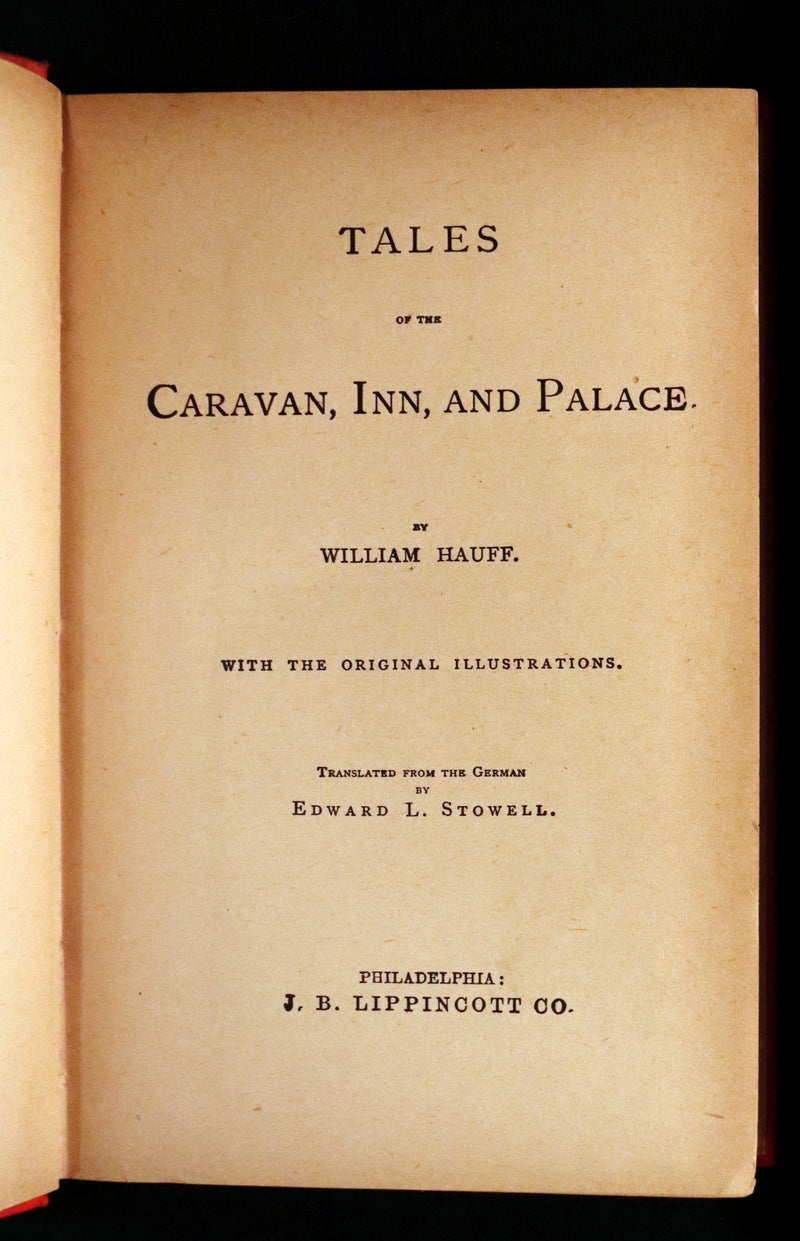 TALES
OF THE
CARAVAN, INN, AND PALACE.
BY
WILLIAM HAUFF.
WITH THE ORIGINAL ILLUSTRATIONS.
TRANSLATED FROM THE GERMAN
BY
EDWARD L. STOWELL.
PHILADELPHIA:
J. B. LIPPINCOTT CO.